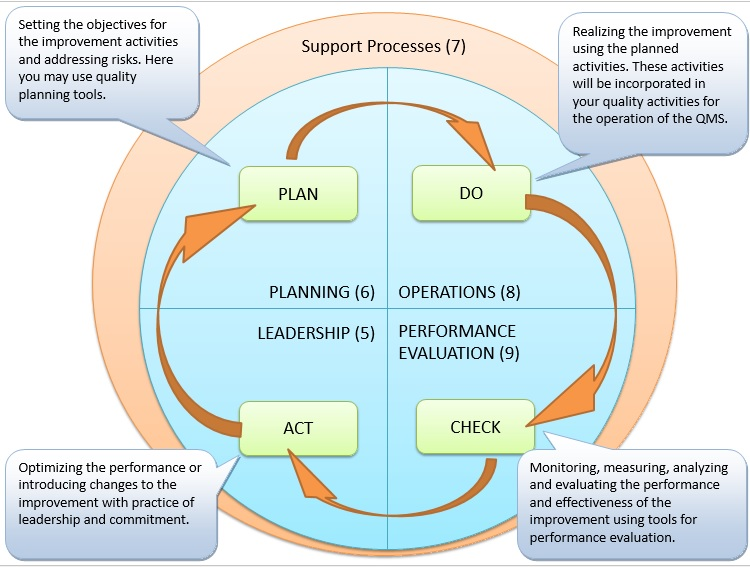 Setting the objectives for
the improvement activities
and addressing risks. Here
you may use quality
planning tools.
Support Processes (7)
Realizing the improvement
using the planned
activities. These activities
will be incorporated in
your quality activities for
the operation of the QMS.
PLAN
DO
PLANNING (6)
OPERATIONS (8)
LEADERSHIP (5)
PERFORMANCE
EVALUATION (9)
ACT
CHECK
Optimizing the performance or
introducing changes to the
improvement with practice of
leadership and commitment.
Monitoring, measuring, analyzing
and evaluating the performance
and effectiveness of the
improvement using tools for
performance evaluation.